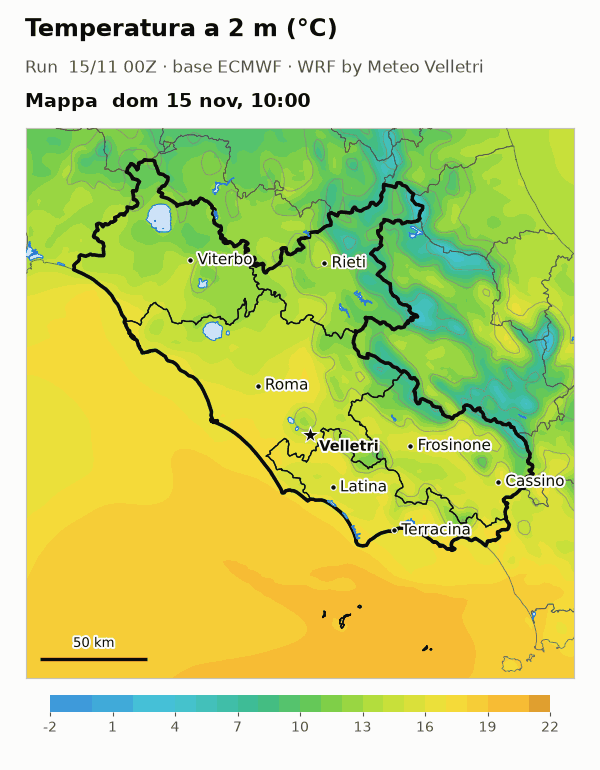 Temperatura a 2 m (°C)
Run  15/11 00Z · base ECMWF · WRF by Meteo Velletri
Mappa  dom 15 nov, 10:00
Viterbo
Rieti
Roma
Velletri
Frosinone
Cassino
Latina
Terracina
50 km
-2 1 4 7 10 13 16 19 22